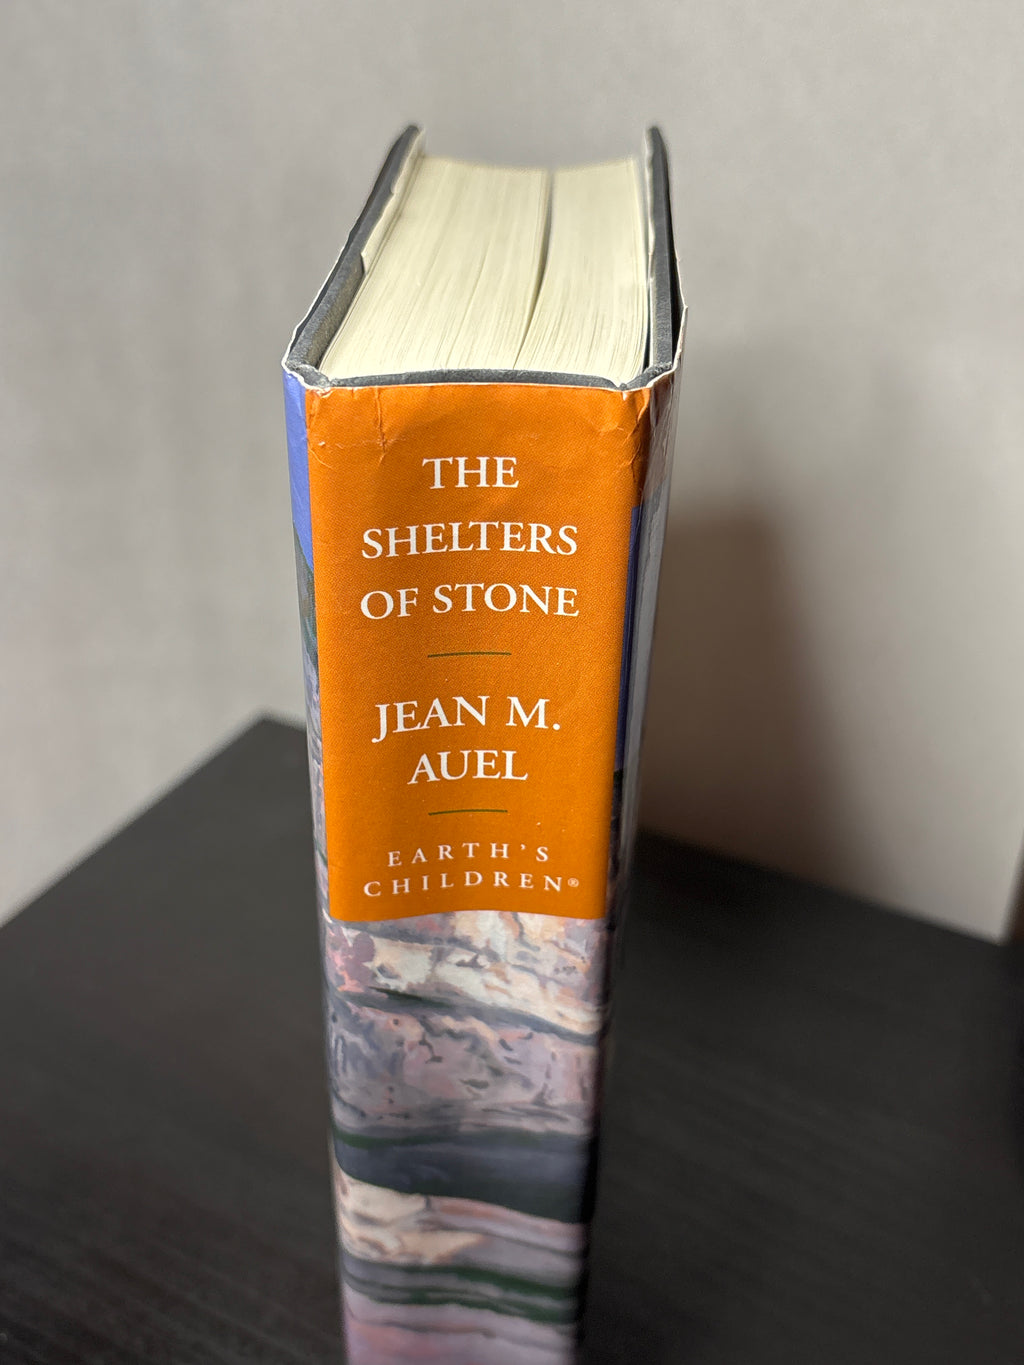 THE
SHELTERS
OF STONE
JEAN M.
AUEL
EARTH'S
CHILDREN®